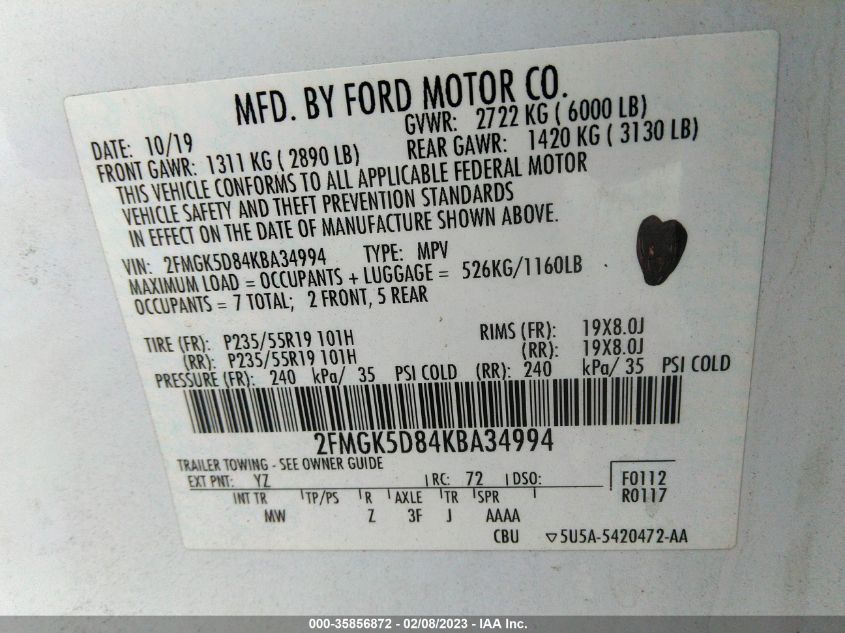 MFD. BY FORD MOTOR CO.
DATE: 10/19 GVWR: 2722 KG ( 6000 LB)
FRONT GAWR: 1311 KG ( 2890 LB) REAR GAWR: 1420 KG ( 3130 LB)
THIS VEHICLE CONFORMS TO ALL APPLICABLE FEDERAL MOTOR
VEHICLE SAFETY AND THEFT PREVENTION STANDARDS
IN EFFECT ON THE DATE OF MANUFACTURE SHOWN ABOVE.
VIN: 2FMGK5D84KBA34994 TYPE: MPV
MAXIMUM LOAD = OCCUPANTS + LUGGAGE = 526KG/1160LB
OCCUPANTS = 7 TOTAL; 2 FRONT, 5 REAR
TIRE (FR): P235/55R19 101H RIMS (FR): 19X8.0J
(RR): P235/55R19 101H (RR): 19X8.0J
PRESSURE (FR): 240 kPa/ 35 PSI COLD (RR): 240 kPa/ 35 PSI COLD
2FMGK5D84KBA34994
TRAILER TOWING - SEE OWNER GUIDE
EXT PNT: YZ RC: 72 DSO: F0112
INT TR TP/PS R AXLE TR SPR R0117
MW Z 3F J AAAA
CBU ▽5U5A-5420472-AA
000-35856872 - 02/08/2023 - IAA Inc.